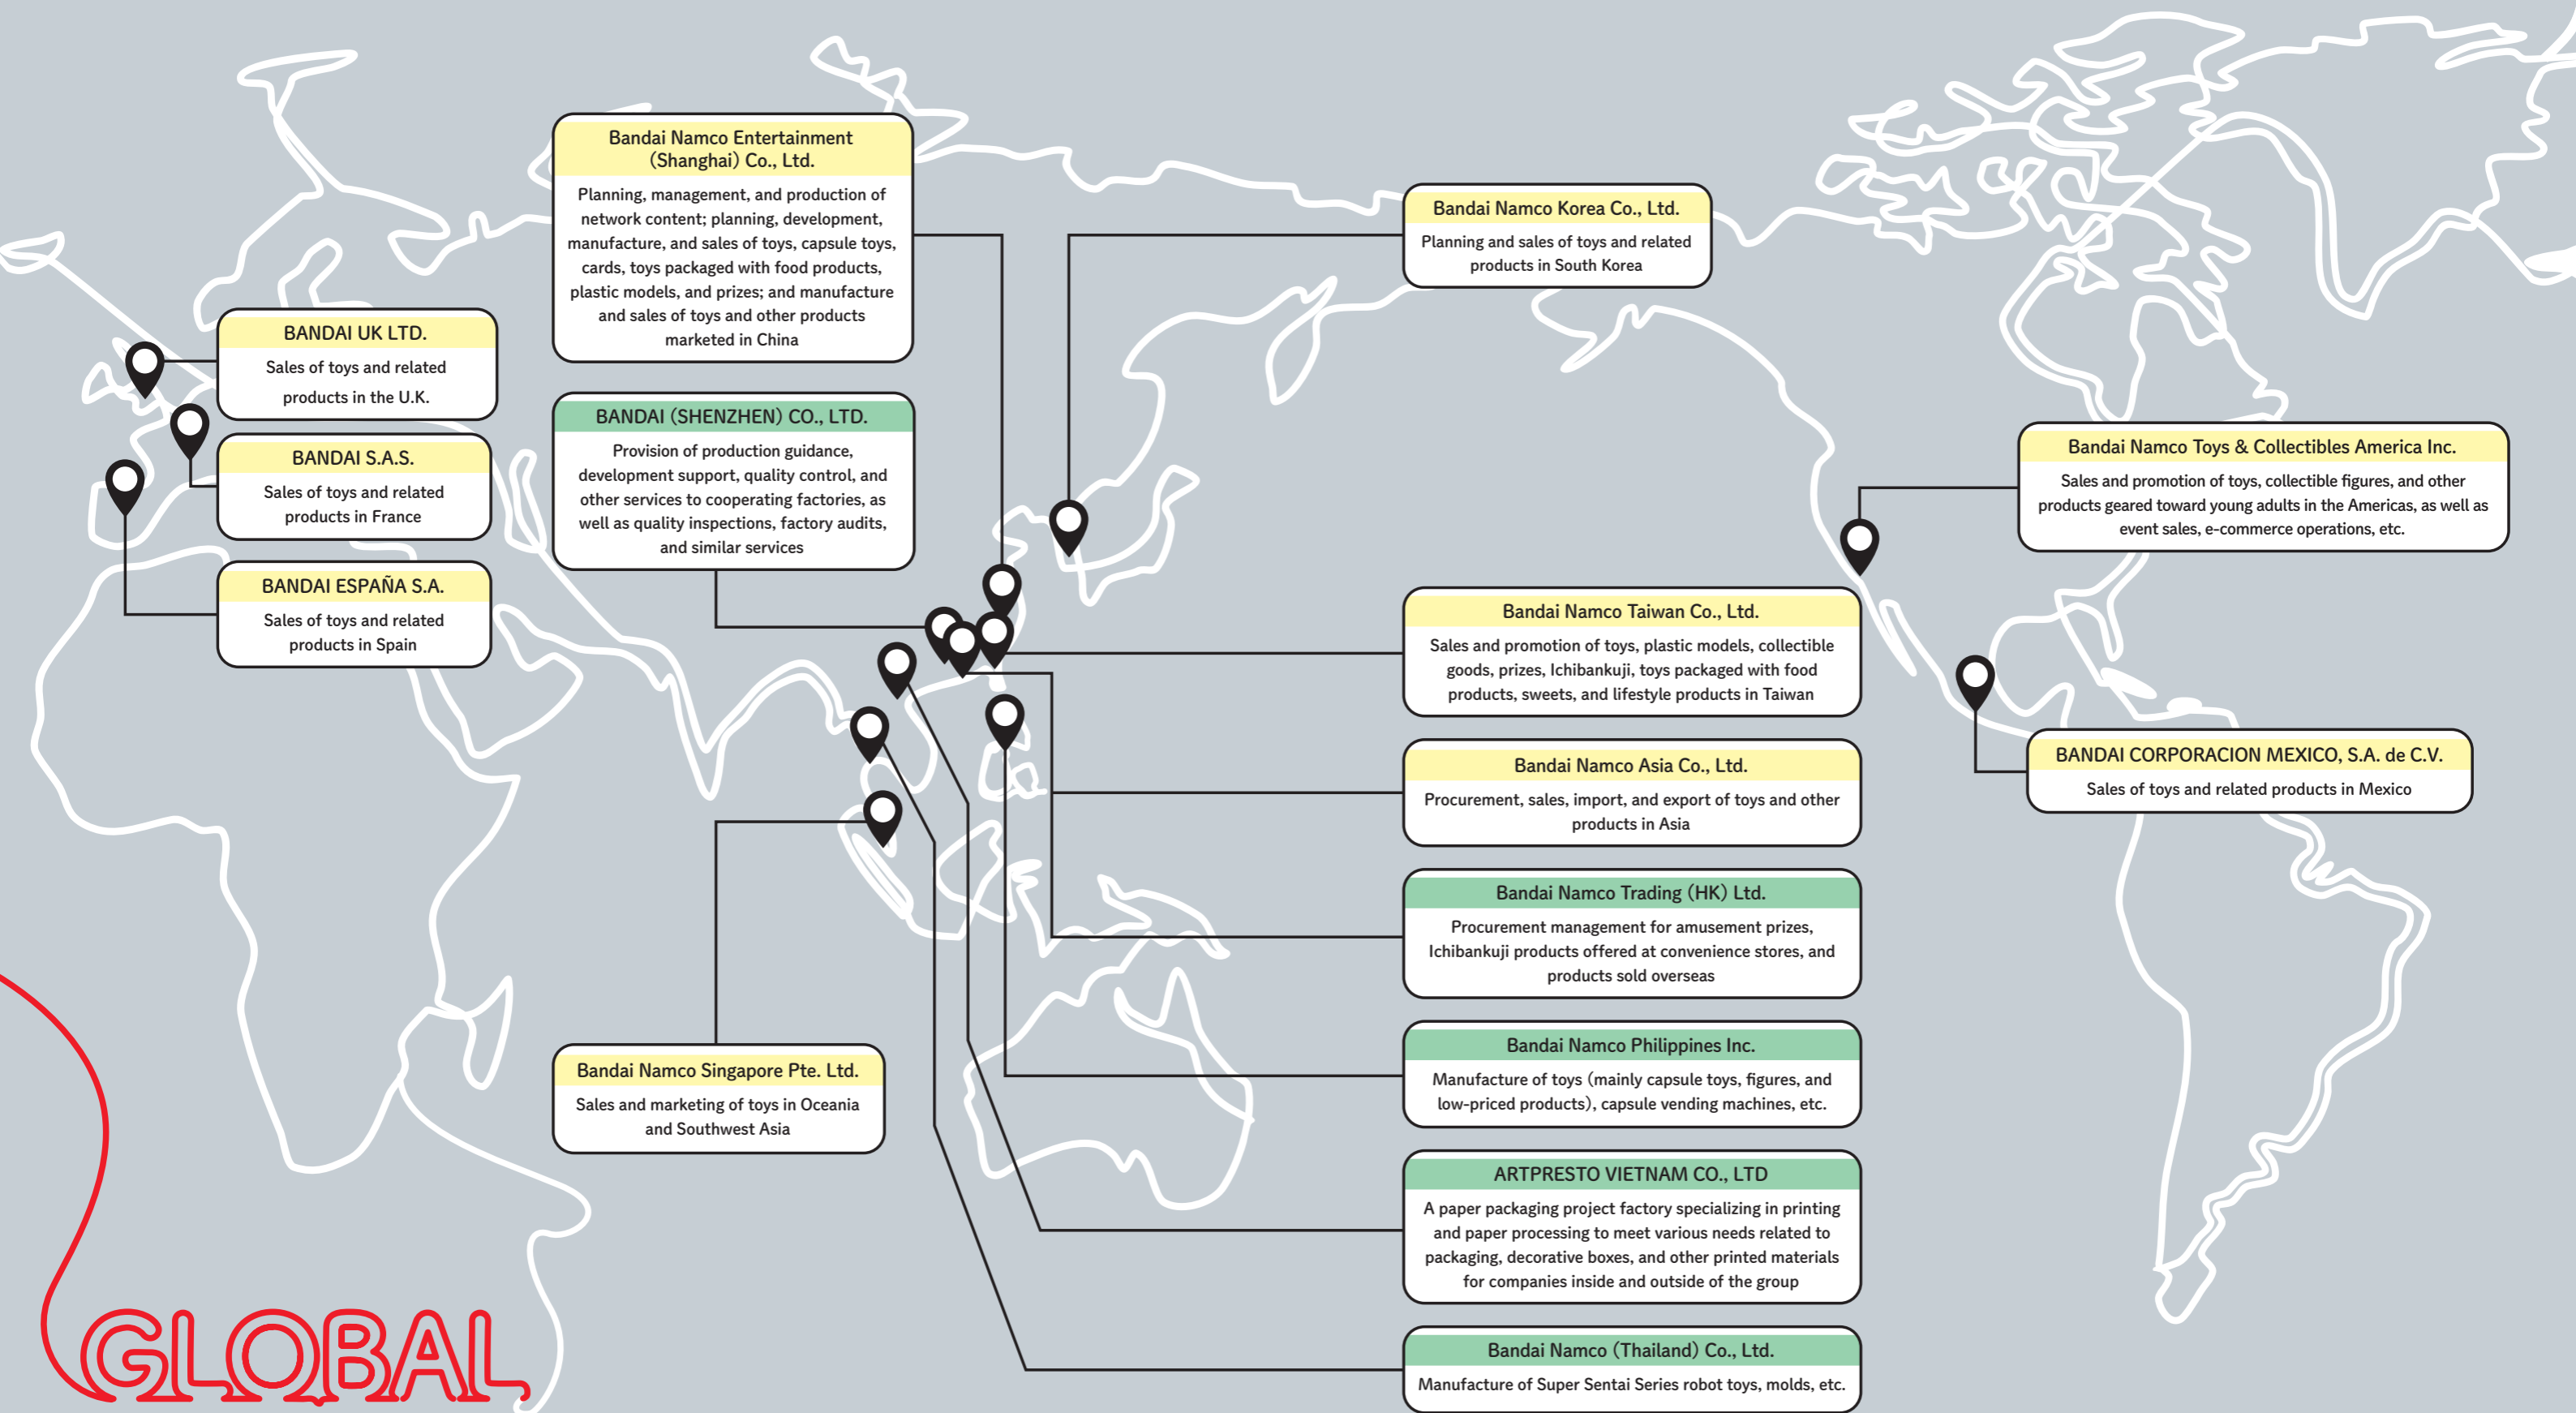 Bandai Namco Entertainment
(Shanghai) Co., Ltd.
Planning, management, and production of
network content; planning, development,
manufacture, and sales of toys, capsule toys,
cards, toys packaged with food products,
plastic models, and prizes; and manufacture
and sales of toys and other products
marketed in China
Bandai Namco Korea Co., Ltd.
Planning and sales of toys and related
products in South Korea
BANDAI UK LTD.
Sales of toys and related
products in the U.K.
BANDAI S.A.S.
Sales of toys and related
products in France
BANDAI ESPAÑA S.A.
Sales of toys and related
products in Spain
BANDAI (SHENZHEN) CO., LTD.
Provision of production guidance,
development support, quality control, and
other services to cooperating factories, as
well as quality inspections, factory audits,
and similar services
Bandai Namco Toys & Collectibles America Inc.
Sales and promotion of toys, collectible figures, and other
products geared toward young adults in the Americas, as well as
event sales, e-commerce operations, etc.
Bandai Namco Taiwan Co., Ltd.
Sales and promotion of toys, plastic models, collectible
goods, prizes, Ichibankuji, toys packaged with food
products, sweets, and lifestyle products in Taiwan
BANDAI CORPORACION MEXICO, S.A. de C.V.
Sales of toys and related products in Mexico
Bandai Namco Asia Co., Ltd.
Procurement, sales, import, and export of toys and other
products in Asia
Bandai Namco Trading (HK) Ltd.
Procurement management for amusement prizes,
Ichibankuji products offered at convenience stores, and
products sold overseas
Bandai Namco Philippines Inc.
Manufacture of toys (mainly capsule toys, figures, and
low-priced products), capsule vending machines, etc.
Bandai Namco Singapore Pte. Ltd.
Sales and marketing of toys in Oceania
and Southwest Asia
ARTPRESTO VIETNAM CO., LTD
A paper packaging project factory specializing in printing
and paper processing to meet various needs related to
packaging, decorative boxes, and other printed materials
for companies inside and outside of the group
Bandai Namco (Thailand) Co., Ltd.
Manufacture of Super Sentai Series robot toys, molds, etc.
GLOBAL